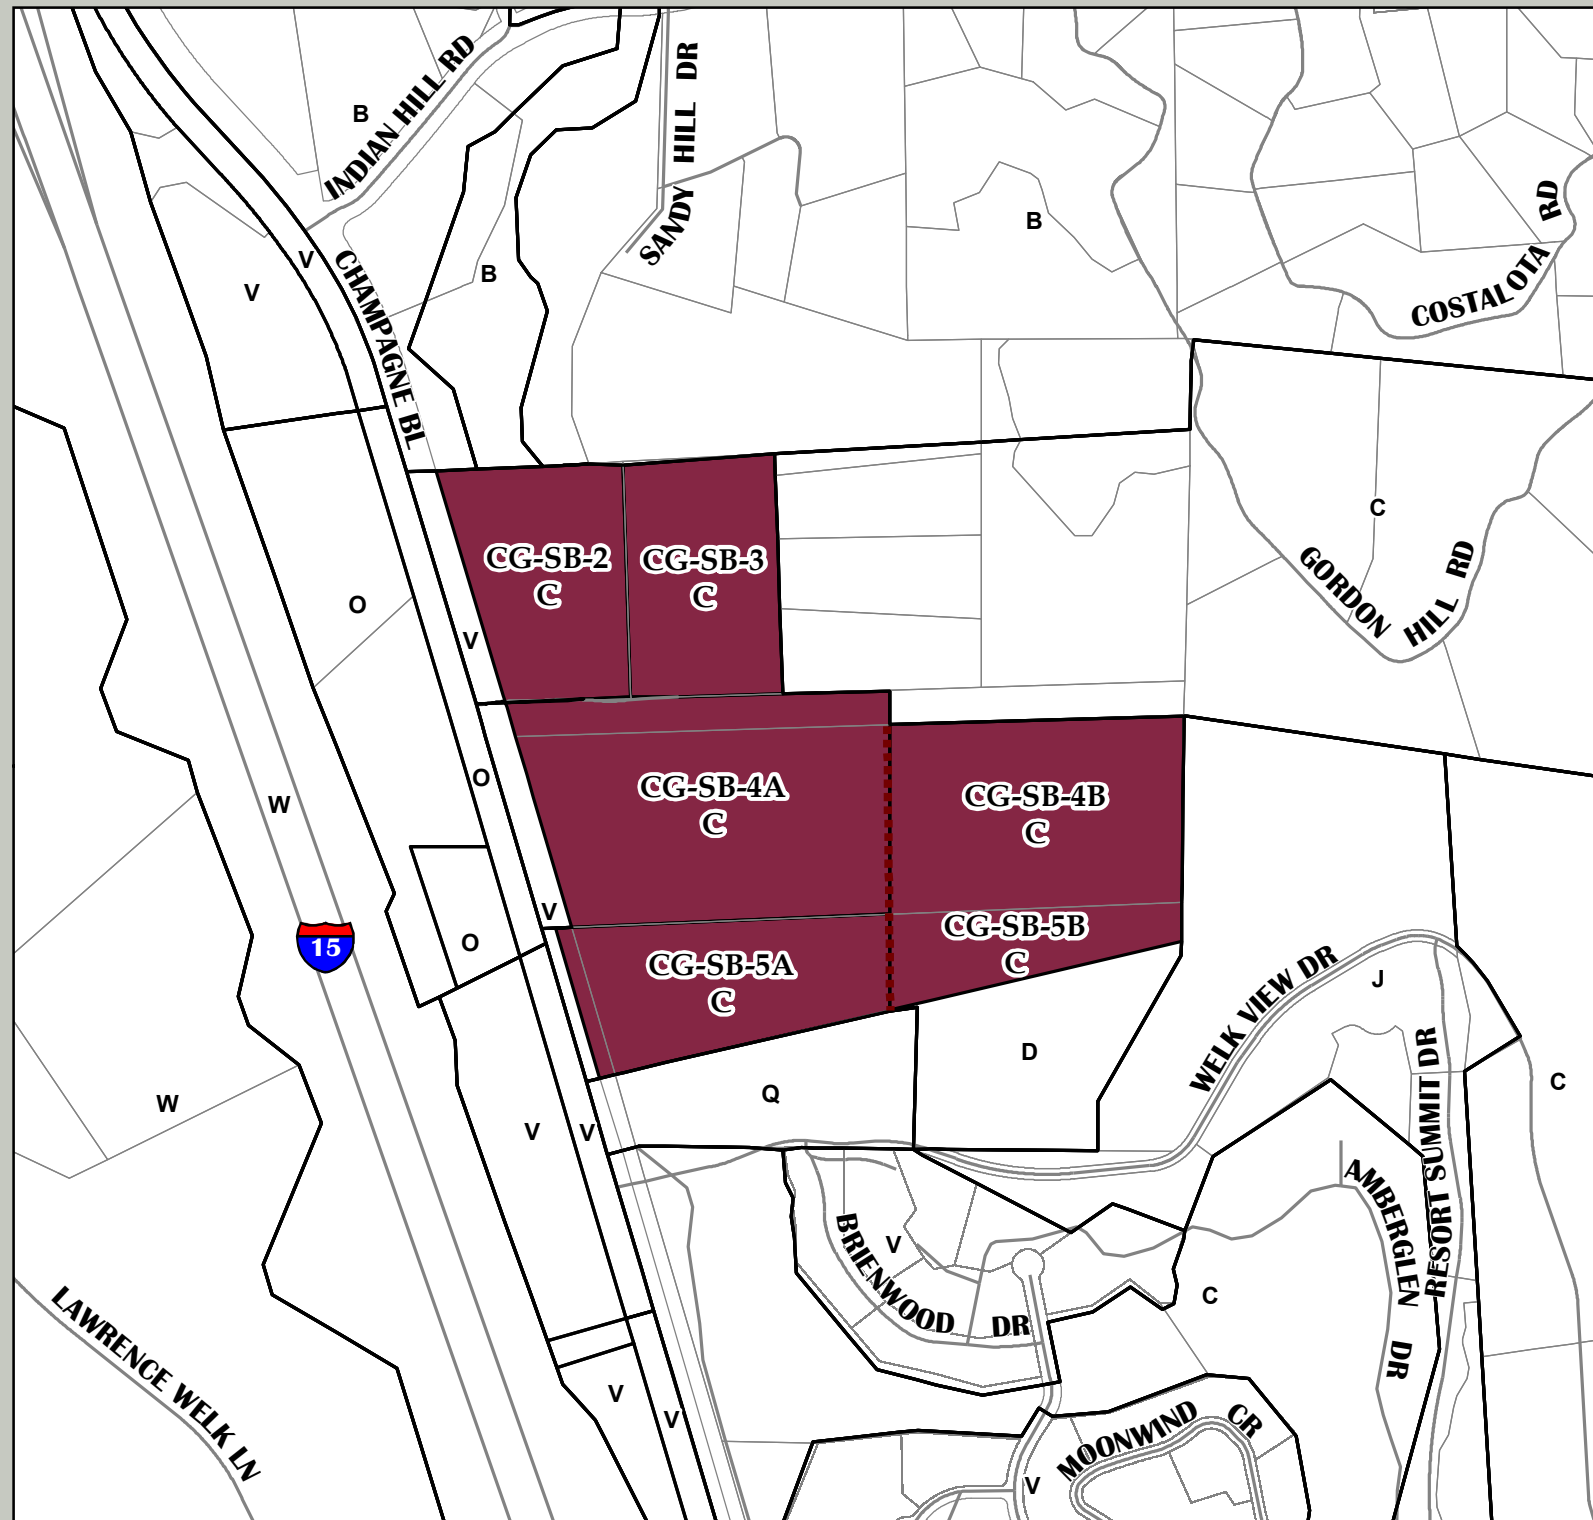 INDIAN HILL RD
SANDY HILL DR
B
B
COSTALOTA RD
V
V
B
CHAMPAGNE BL
C
CG-SB-2
C
CG-SB-3
C
GORDON HILL RD
O
V
O
CG-SB-4A
C
CG-SB-4B
C
W
V
O
15
CG-SB-5A
C
CG-SB-5B
C
WELK VIEW DR
J
D
C
Q
W
V
V
RESORT SUMMIT DR
AMBERGLEN DR
BRIENWOOD DR
V
C
LAWRENCE WELK LN
V
V
MOONWIND CR
V